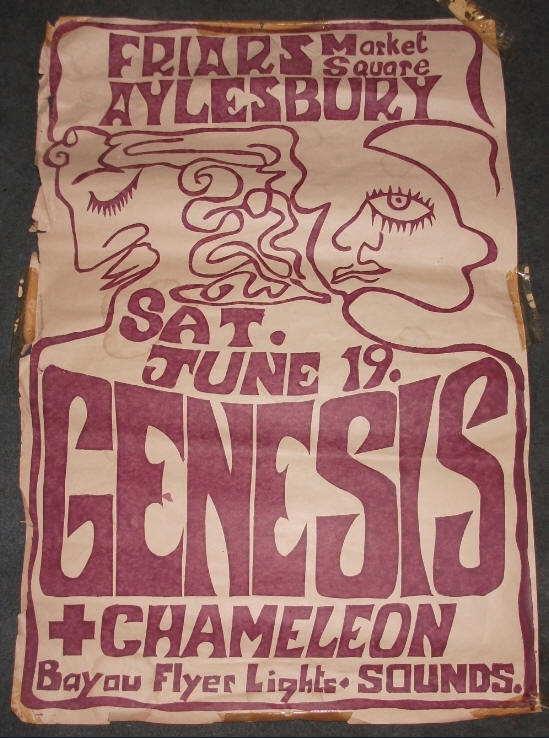 FRIARS Market Square
AYLESBURY
SAT.
JUNE 19.
GENESIS
+CHAMELEON
Bayou Flyer Lights. SOUNDS.